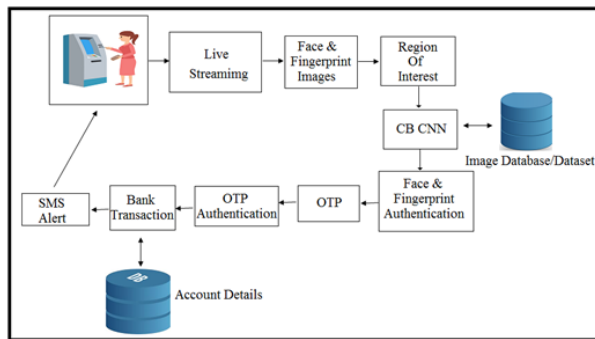 Live
Streamimg
Face &
Fingerprint
Images
Region
Of
Interest
CB CNN
Image Database/Dataset
Face &
Fingerprint
Authentication
OTP
OTP
Authentication
Bank
Transaction
SMS
Alert
DB
Account Details